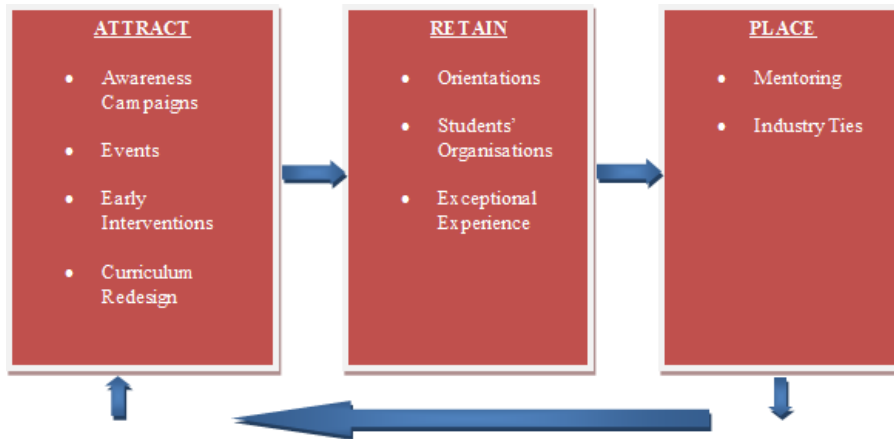 ATTRACT
• Awareness
Campaigns
• Events
• Early
Interventions
• Curriculum
Redesign
RETAIN
• Orientations
• Students’
Organisations
• Exceptional
Experience
PLACE
• Mentoring
• Industry Ties